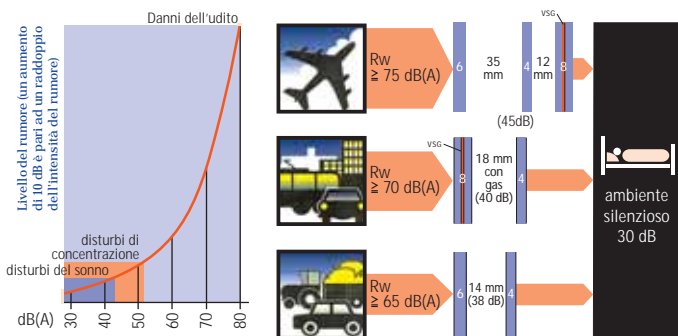 Livello del rumore (un aumento
di 10 dB è pari ad un raddoppio
dell'intensità del rumore)
Danni dell'udito
disturbi di
concentrazione
disturbi del sonno
dB(A) 30 40 50 60 70 80
Rw
≧ 75 dB(A)
6
35
mm
4
12
mm
VSG
8
(45dB)
Rw
≥ 70 dB(A)
VSG
8
18 mm
con
gas
(40 dB)
4
Rw
≥ 65 dB(A)
6
14 mm
(38 dB)
4
ambiente
silenzioso
30 dB